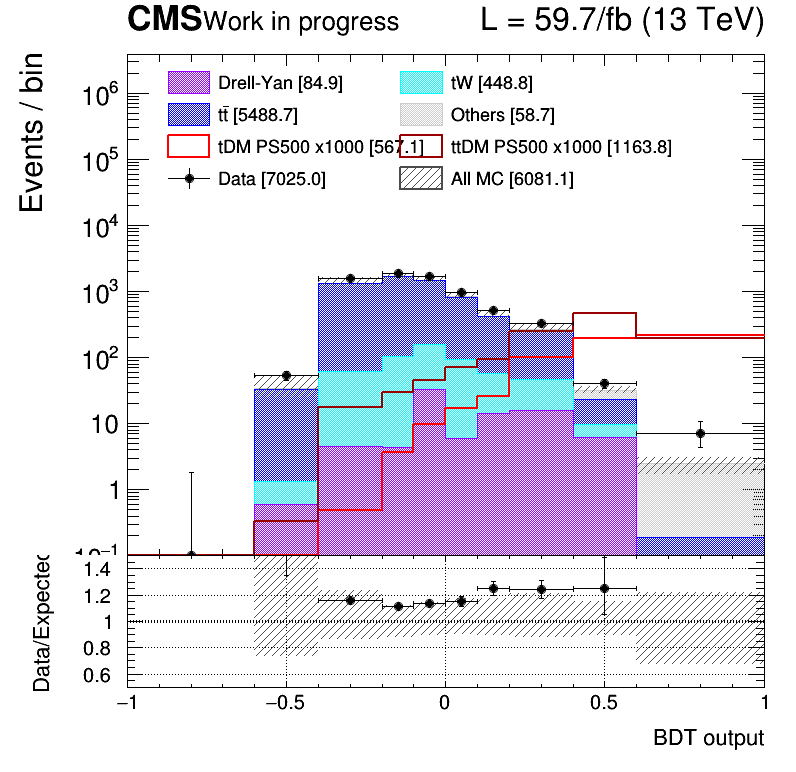 CMS Work in progress L = 59.7/fb (13 TeV)
Events / bin
Drell-Yan [84.9] tW [448.8]
tt̄ [5488.7] Others [58.7]
tDM PS500 x1000 [567.1] ttDM PS500 x1000 [1163.8]
Data [7025.0] All MC [6081.1]
10⁶
10⁵
10⁴
10³
10²
10
1
10⁻¹
Data/Expected
1.4
1.2
1
0.8
0.6
−1 −0.5 0 0.5 1
BDT output